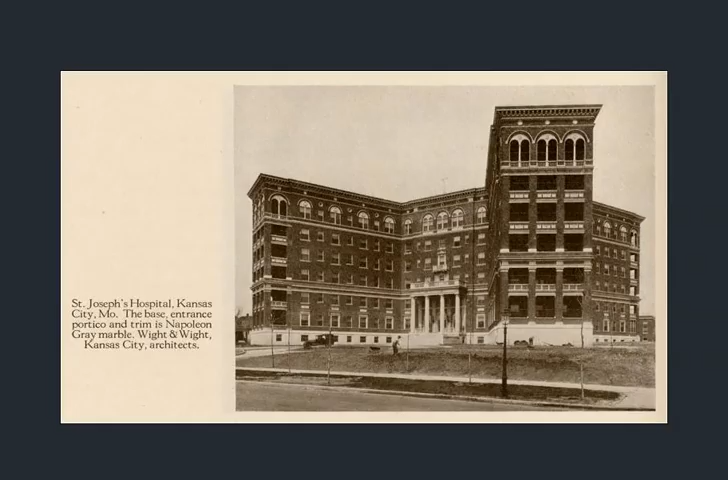 St. Joseph's Hospital, Kansas
City, Mo. The base, entrance
portico and trim is Napoleon
Gray marble. Wight & Wight,
Kansas City, architects.